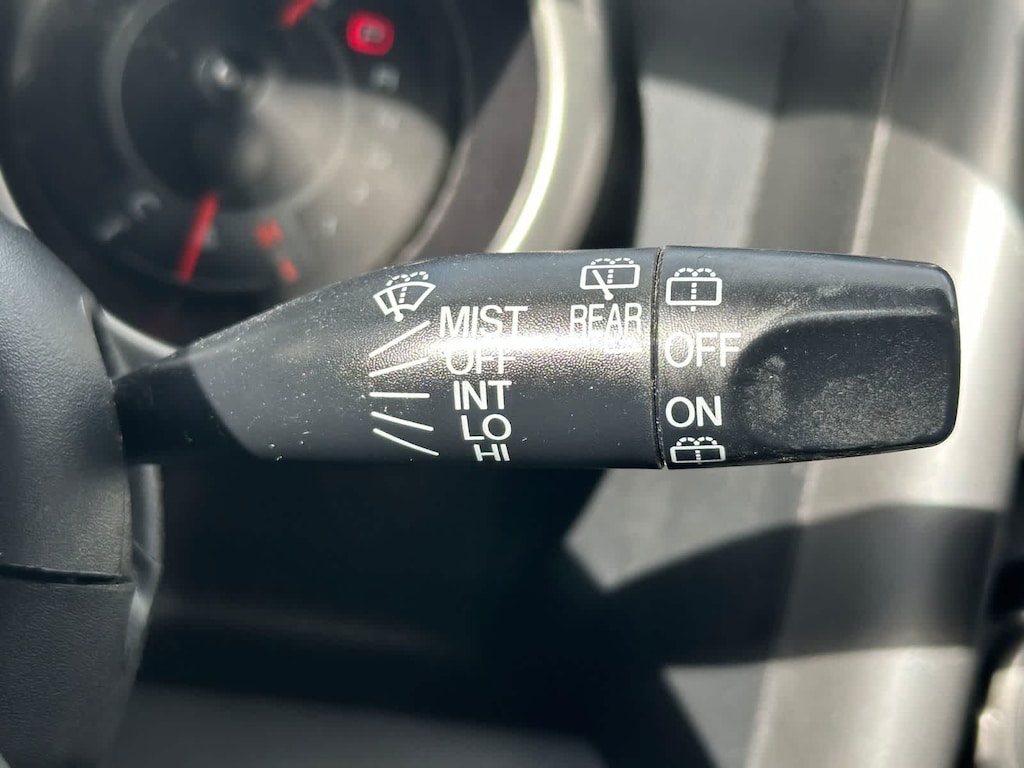 MIST
OFF
INT
LO
HI
REAR
OFF
ON